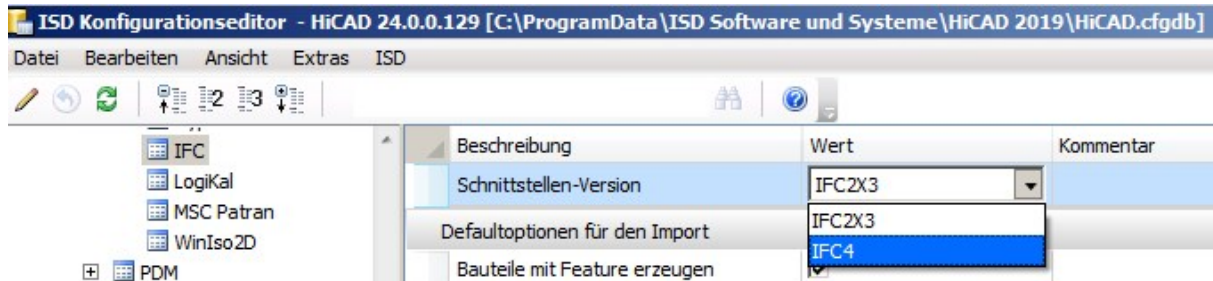 ISD Konfigurationseditor - HiCAD 24.0.0.129 [C:\ProgramData\ISD Software und Systeme\HiCAD 2019\HiCAD.cfgdb]
Datei Bearbeiten Ansicht Extras ISD
2 3
IFC
LogiKal
MSC Patran
WinIso2D
PDM
Beschreibung Wert Kommentar
Schnittstellen-Version IFC2X3
IFC2X3
Defaultoptionen für den Import
IFC4
Bauteile mit Feature erzeugen